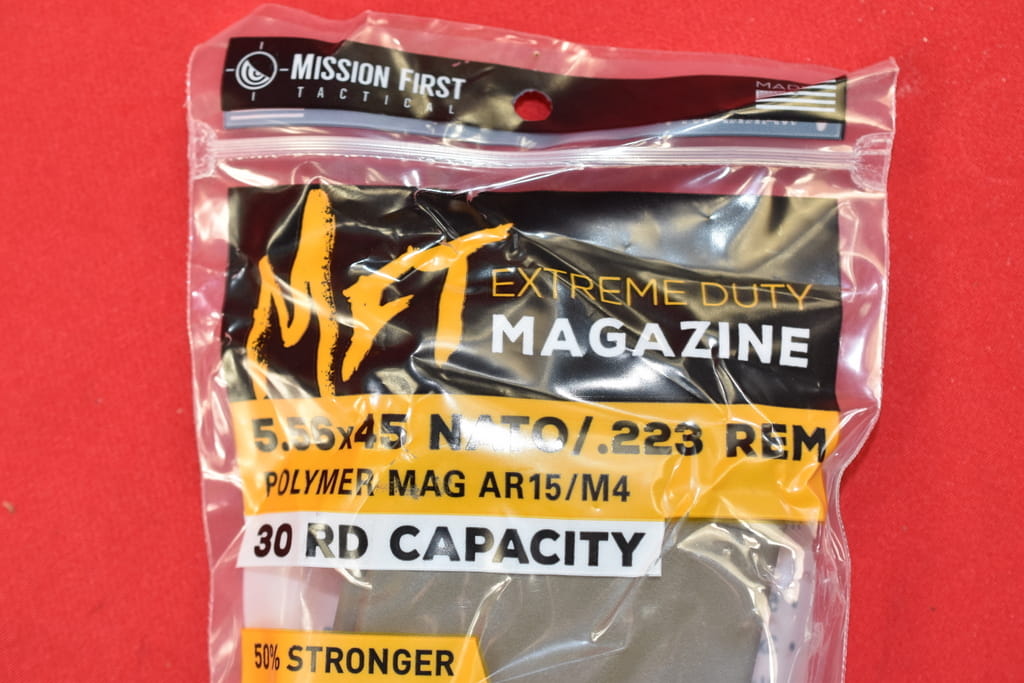 MISSION FIRST
TACTICAL
MADE
MFT
EXTREME DUTY
MAGAZINE
5.56x45 NATO/.223 REM
POLYMER MAG AR15/M4
30 RD CAPACITY
50% STRONGER